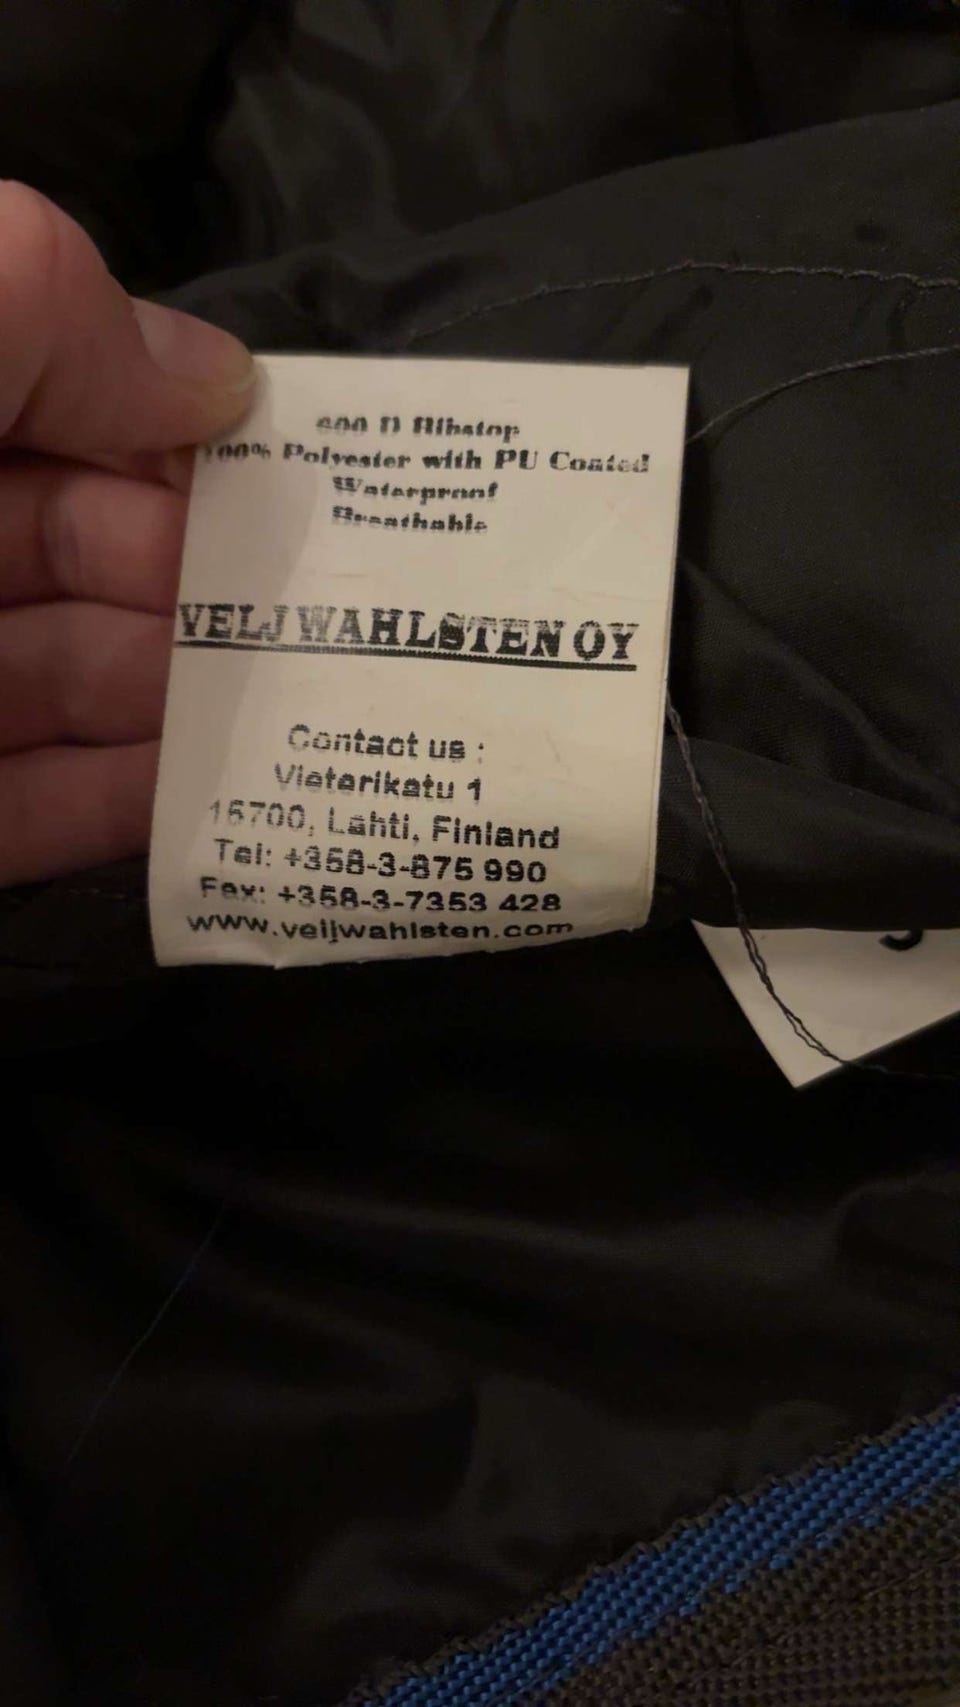 600 D Ribstop
100% Polyester with PU Coated
Waterproof
Breathable
VELJ WAHLSTEN OY
Contact us :
Vieterikatu 1
15700, Lahti, Finland
Tel: +358-3-875 990
Fax: +358-3-7353 428
www.veljwahlsten.com